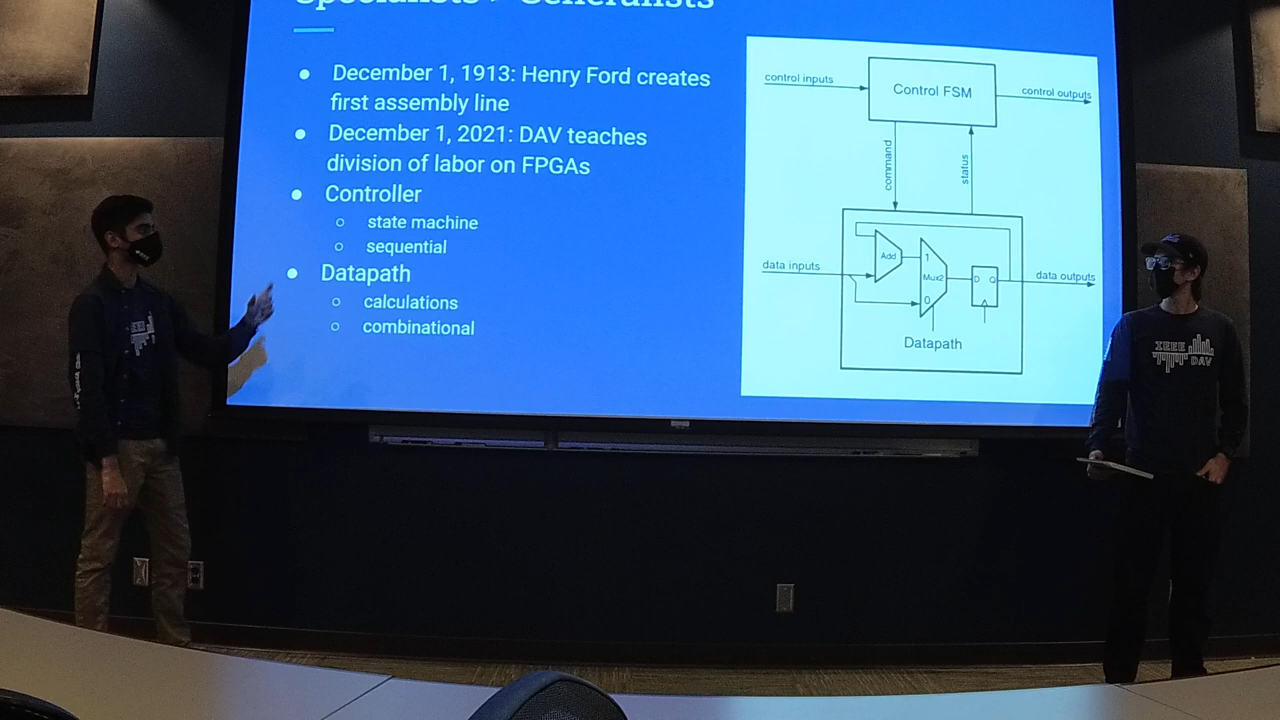 Specialists > Generalists
December 1, 1913: Henry Ford creates
first assembly line
December 1, 2021: DAV teaches
division of labor on FPGAs
Controller
state machine
sequential
Datapath
calculations
combinational
control inputs
Control FSM
control outputs
command
status
data inputs
Add
1
Mux2
0
D Q
data outputs
Datapath
IEEE
DAV